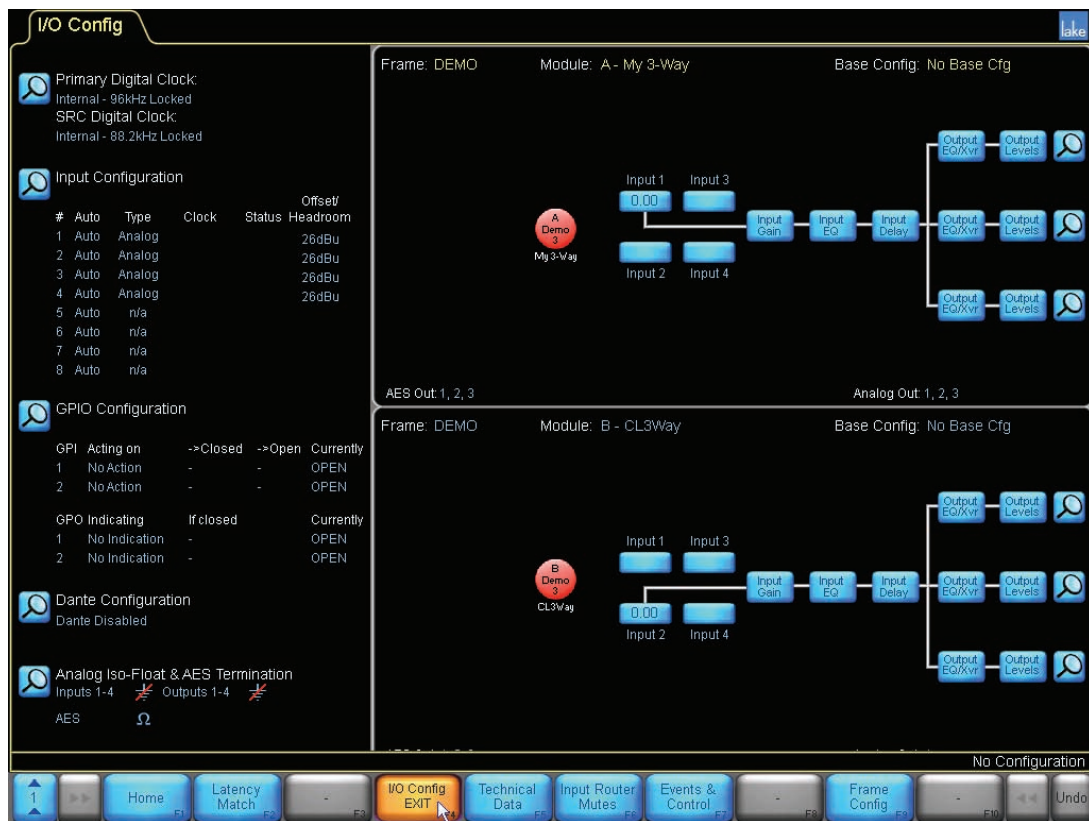 I/O Config
lake
Primary Digital Clock:
Internal - 96kHz Locked
SRC Digital Clock:
Internal - 88.2kHz Locked
Input Configuration
# Auto Type Clock Status Offset/ Headroom
1 Auto Analog 26dBu
2 Auto Analog 26dBu
3 Auto Analog 26dBu
4 Auto Analog 26dBu
5 Auto n/a
6 Auto n/a
7 Auto n/a
8 Auto n/a
GPIO Configuration
GPI Acting on ->Closed ->Open Currently
1 No Action - - OPEN
2 No Action - - OPEN
GPO Indicating If closed Currently
1 No Indication - OPEN
2 No Indication - OPEN
Dante Configuration
Dante Disabled
Analog Iso-Float & AES Termination
Inputs 1-4 Outputs 1-4
AES Ω
Frame: DEMO Module: A - My 3-Way Base Config: No Base Cfg
Output EQ/Xvr Output Levels
Input 1 Input 3
0.00
A Demo 3
My 3-Way
Input Gain Input EQ Input Delay Output EQ/Xvr Output Levels
Input 2 Input 4
Output EQ/Xvr Output Levels
AES Out: 1, 2, 3 Analog Out: 1, 2, 3
Frame: DEMO Module: B - CL3Way Base Config: No Base Cfg
Output EQ/Xvr Output Levels
Input 1 Input 3
B Demo 3
CL3Way
Input Gain Input EQ Input Delay Output EQ/Xvr Output Levels
0.00
Input 2 Input 4
Output EQ/Xvr Output Levels
No Configuration
1 Home F1 Latency Match F2 - F3 I/O Config EXIT F4 Technical Data F5 Input Router Mutes F6 Events & Control F7 - F8 Frame Config F9 - F10 Undo